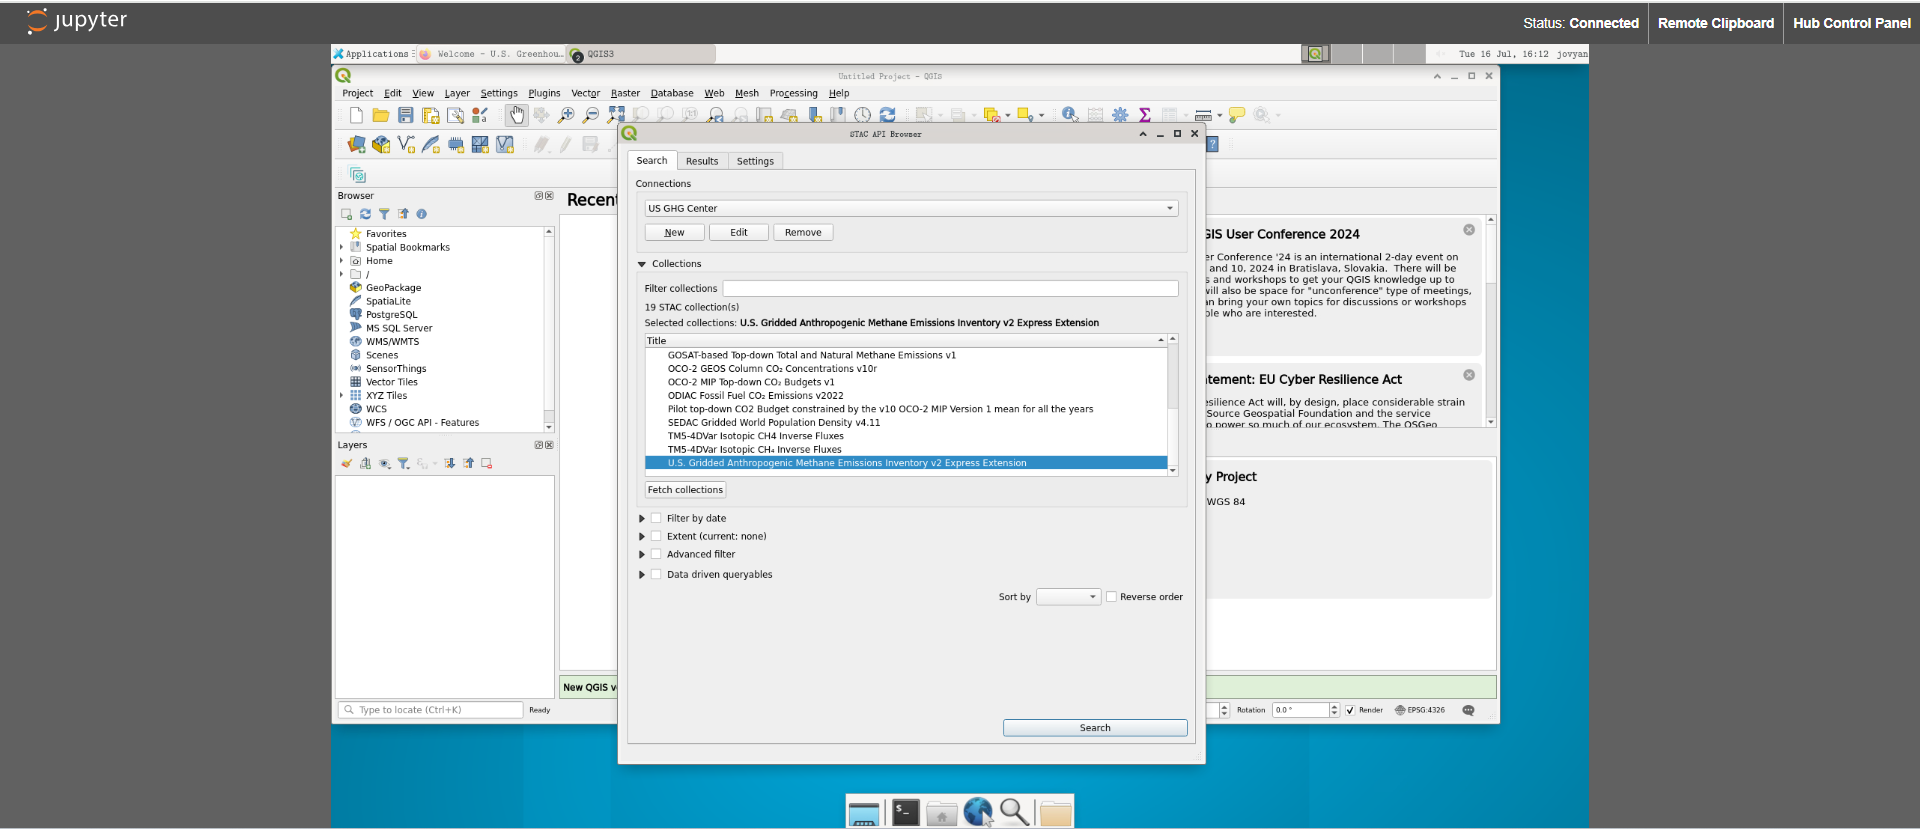 jupyter
Status: Connected
Remote Clipboard
Hub Control Panel
Applications
Welcome - U.S. Greenhou...
2
QGIS3
Tue 16 Jul, 16:12
jovyan
Untitled Project - QGIS
Project Edit View Layer Settings Plugins Vector Raster Database Web Mesh Processing Help
STAC API Browser
Search Results Settings
Connections
US GHG Center
New Edit Remove
Collections
Filter collections
19 STAC collection(s)
Selected collections: U.S. Gridded Anthropogenic Methane Emissions Inventory v2 Express Extension
Title
GOSAT-based Top-down Total and Natural Methane Emissions v1
OCO-2 GEOS Column CO₂ Concentrations v10r
OCO-2 MIP Top-down CO₂ Budgets v1
ODIAC Fossil Fuel CO₂ Emissions v2022
Pilot top-down CO2 Budget constrained by the v10 OCO-2 MIP Version 1 mean for all the years
SEDAC Gridded World Population Density v4.11
TM5-4DVar Isotopic CH4 Inverse Fluxes
TM5-4DVar Isotopic CH₄ Inverse Fluxes
U.S. Gridded Anthropogenic Methane Emissions Inventory v2 Express Extension
Fetch collections
Filter by date
Extent (current: none)
Advanced filter
Data driven queryables
Sort by
Reverse order
Search
Browser
Favorites
Spatial Bookmarks
Home
/
GeoPackage
SpatiaLite
PostgreSQL
MS SQL Server
WMS/WMTS
Scenes
SensorThings
Vector Tiles
XYZ Tiles
WCS
WFS / OGC API - Features
Layers
Recent
GIS User Conference 2024
er Conference '24 is an international 2-day event on
and 10, 2024 in Bratislava, Slovakia. There will be
s and workshops to get your QGIS knowledge up to
will also be space for "unconference" type of meetings,
an bring your own topics for discussions or workshops
ple who are interested.
tement: EU Cyber Resilience Act
esilience Act will, by design, place considerable strain
Source Geospatial Foundation and the service
o power so much of our ecosystem. The OSGeo
y Project
WGS 84
New QGIS v
Type to locate (Ctrl+K)
Ready
Rotation 0.0 °
Render
EPSG:4326